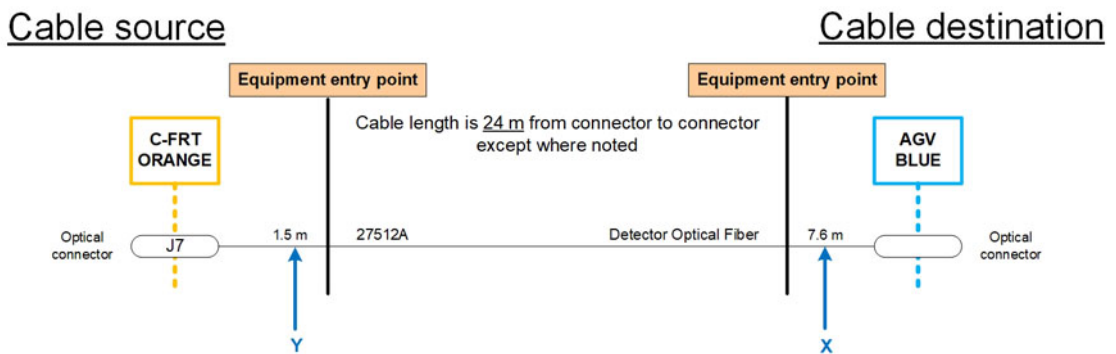 Cable source
Cable destination
Equipment entry point
Equipment entry point
Cable length is 24 m from connector to connector
except where noted
C-FRT
ORANGE
AGV
BLUE
Optical
connector
J7
1.5 m
27512A
Detector Optical Fiber
7.6 m
Optical
connector
Y
X